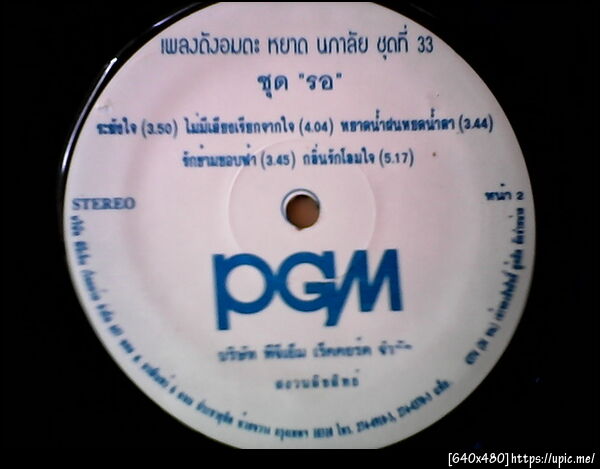 เพลงดังอมตะ หยาด นภาลัย ชุดที่ 33
ชุด "รอ"
ระฆังใจ (3.50) ไม่มีเสียงเรียกจากใจ (4.04) หยาดน้ำฝนหยดน้ำตา (3.44)
รักข้ามขอบฟ้า (3.45) กลิ่นรักโลมใจ (5.17)
STEREO
หน้า 2
PGM
บริษัท พีจีเอ็ม เร็คคอร์ด จำกัด
สงวนลิขสิทธิ์
[640x480]https://upic.me/